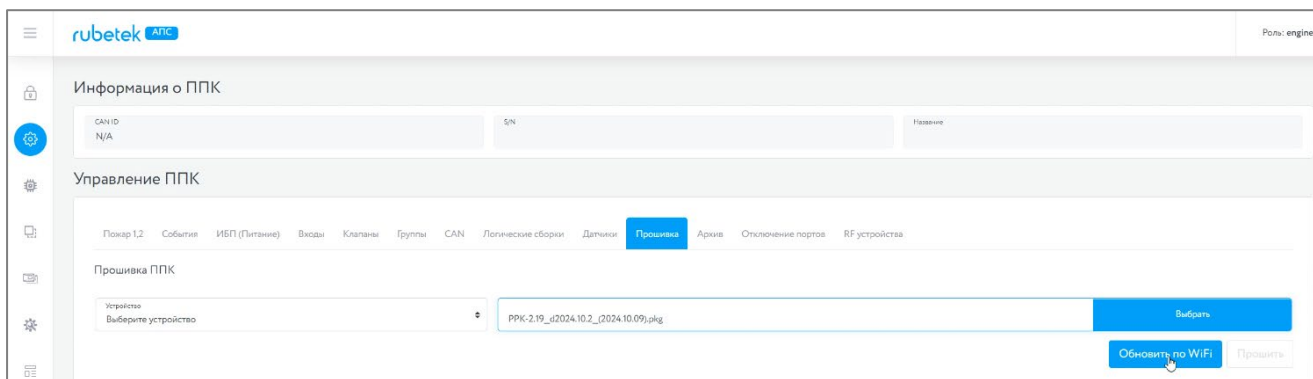 rubetek АПС
Роль: engine
Информация о ППК
CAN ID
N/A
S/N
Название
Управление ППК
Пожар 1,2 События ИБП (Питание) Входы Клапаны Группы CAN Логические сборки Датчики Прошивка Архив Отключение портов RF устройства
Прошивка ППК
Устройство
Выберите устройство
PPK-2.19_d2024.10.2_(2024.10.09).pkg
Выбрать
Обновить по WiFi Прошить